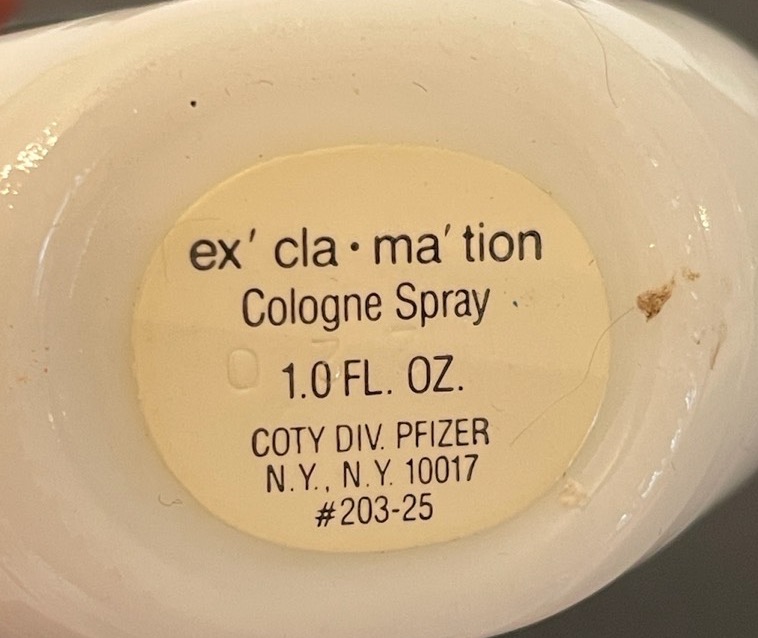 ex′ cla·ma′tion
Cologne Spray
1.0 FL. OZ.
COTY DIV. PFIZER
N.Y., N.Y. 10017
#203-25